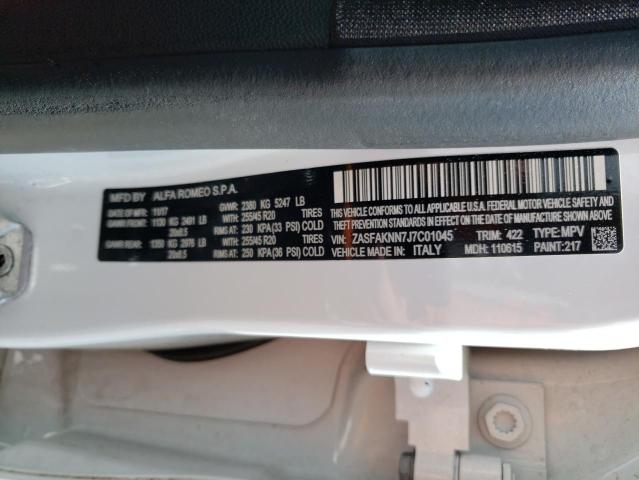 MFD BY ALFA ROMEO S.P.A.
DATE: 11/17 GVWR: 2380 KG 5247 LB
GAWR F: 1130 KG 2491 LB WITH 255/45 R20 TIRES
20x8.5 RIMS AT 230 KPA(33 PSI) COLD
GAWR R: 1350 KG 2976 LB WITH 255/45 R20 TIRES
20x8.5 RIMS AT 250 KPA(36 PSI) COLD
THIS VEHICLE CONFORMS TO ALL APPLICABLE U.S.A. FEDERAL MOTOR VEHICLE SAFETY AND
THEFT PREVENTION STANDARDS IN EFFECT ON THE DATE OF MANUFACTURE SHOWN ABOVE.
VIN: ZASFAKNN7J7C01045 TRIM: 422 TYPE: MPV
VEHICLE MADE IN: ITALY MDH: 110615 PAINT: 217